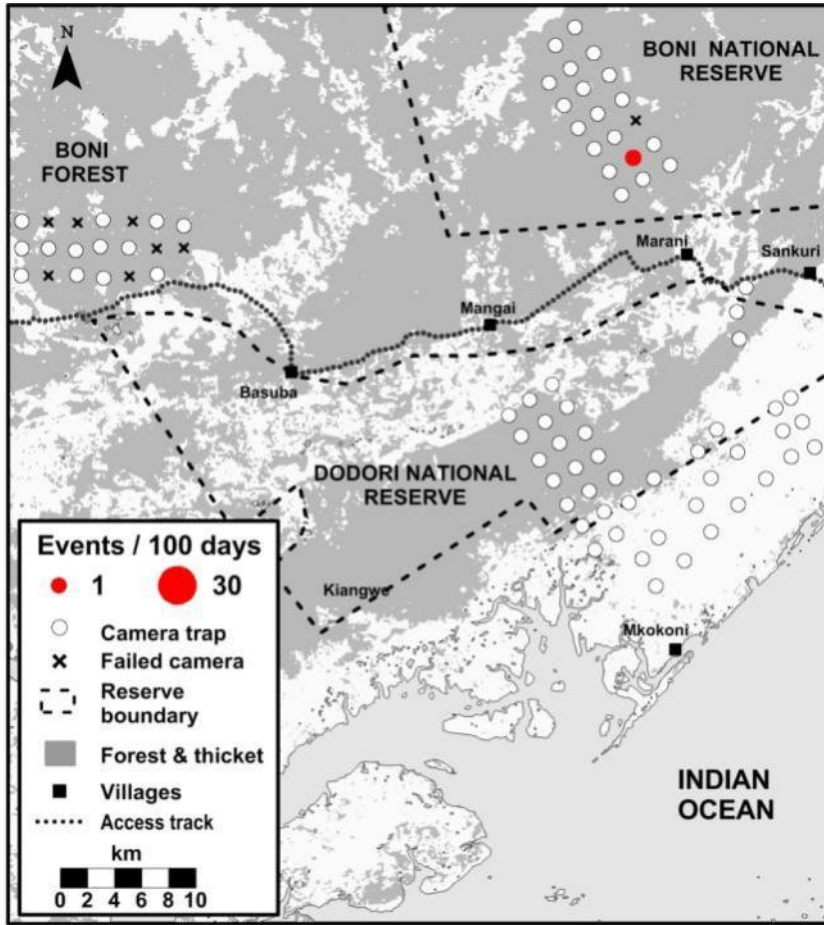 N
BONI NATIONAL
RESERVE
BONI
FOREST
Marani
Sankuri
Mangai
Basuba
DODORI NATIONAL
RESERVE
Kiangwe
Mkokoni
INDIAN
OCEAN
Events / 100 days
1 30
Camera trap
Failed camera
Reserve
boundary
Forest & thicket
Villages
Access track
km
0 2 4 6 8 10